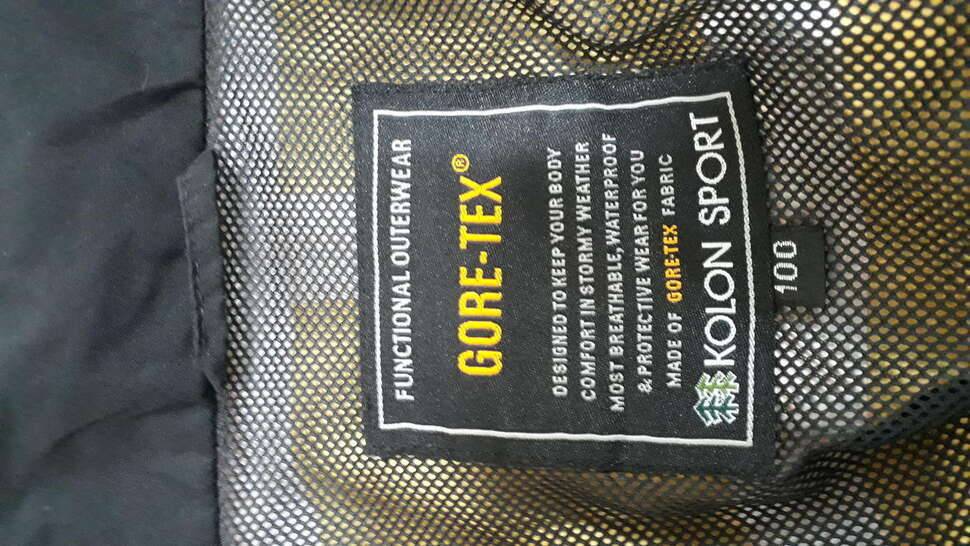 FUNCTIONAL OUTERWEAR
GORE-TEX®
DESIGNED TO KEEP YOUR BODY
COMFORT IN STORMY WEATHER
MOST BREATHABLE, WATERPROOF
& PROTECTIVE WEAR FOR YOU
MADE OF GORE-TEX FABRIC
KOLON SPORT
100